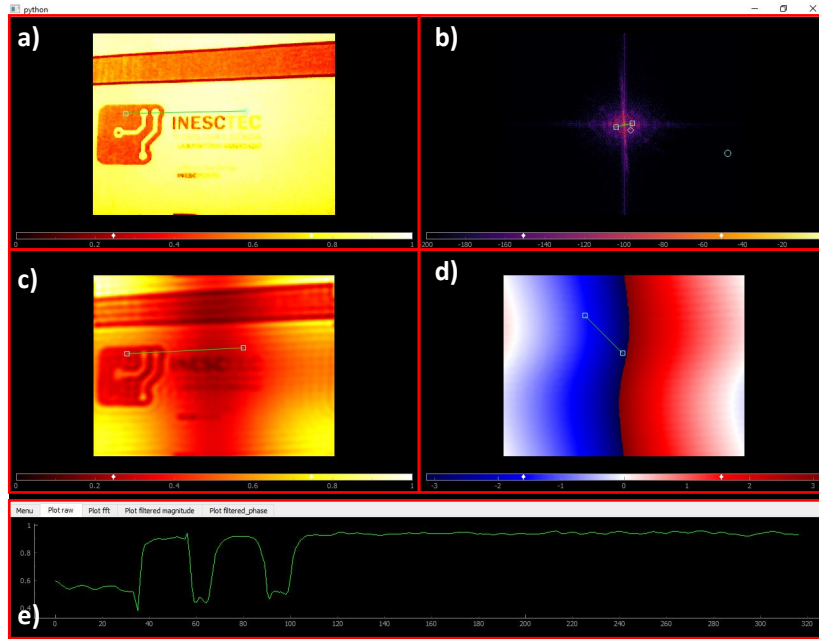 python
a)
INESCTEC
INESC
0 0.2 0.4 0.6 0.8 1
b)
-200 -180 -160 -140 -120 -100 -80 -60 -40 -20
c)
INESCTEC
0 0.2 0.4 0.6 0.8 1
d)
-3 -2 -1 0 1 2 3
Menu Plot raw Plot fft Plot filtered magnitude Plot filtered_phase
1
0.8
0.6
0.4
e)
0 20 40 60 80 100 120 140 160 180 200 220 240 260 280 300 320